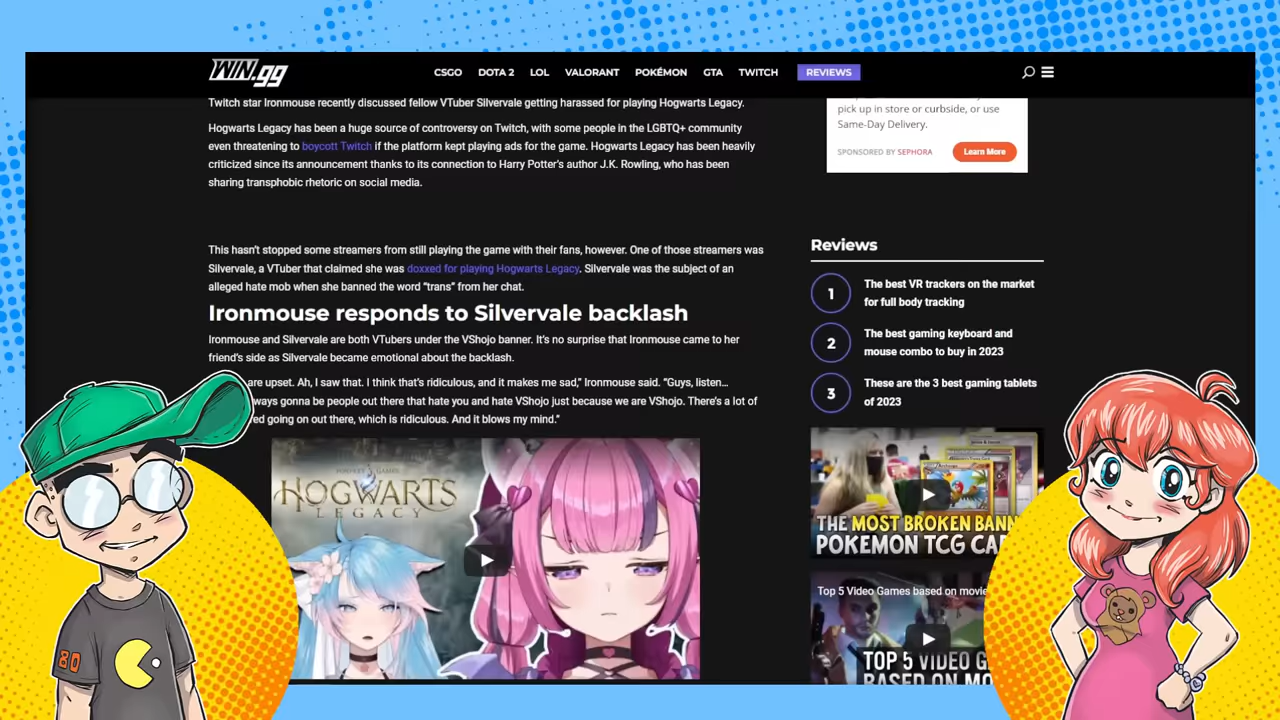 WIN.gg
CSGO DOTA 2 LOL VALORANT POKÉMON GTA TWITCH REVIEWS
Twitch star Ironmouse recently discussed fellow VTuber Silvervale getting harassed for playing Hogwarts Legacy.
Hogwarts Legacy has been a huge source of controversy on Twitch, with some people in the LGBTQ+ community
even threatening to boycott Twitch if the platform kept playing ads for the game. Hogwarts Legacy has been heavily
criticized since its announcement thanks to its connection to Harry Potter's author J.K. Rowling, who has been
sharing transphobic rhetoric on social media.
This hasn't stopped some streamers from still playing the game with their fans, however. One of those streamers was
Silvervale, a VTuber that claimed she was doxxed for playing Hogwarts Legacy. Silvervale was the subject of an
alleged hate mob when she banned the word “trans” from her chat.
Ironmouse responds to Silvervale backlash
Ironmouse and Silvervale are both VTubers under the VShojo banner. It's no surprise that Ironmouse came to her
friend's side as Silvervale became emotional about the backlash.
are upset. Ah, I saw that. I think that's ridiculous, and it makes me sad,” Ironmouse said. “Guys, listen…
gonna be people out there that hate you and hate VShojo just because we are VShojo. There's a lot of
going on out there, which is ridiculous. And it blows my mind.”
HOGWARTS
LEGACY
pick up in store or curbside, or use
Same-Day Delivery.
SPONSORED BY SEPHORA
Learn More
Reviews
1 The best VR trackers on the market
for full body tracking
2 The best gaming keyboard and
mouse combo to buy in 2023
3 These are the 3 best gaming tablets
of 2023
THE MOST BROKEN
POKEMON TCG
Top 5 Video Games based on
TOP 5 VIDEO
BASED ON
80